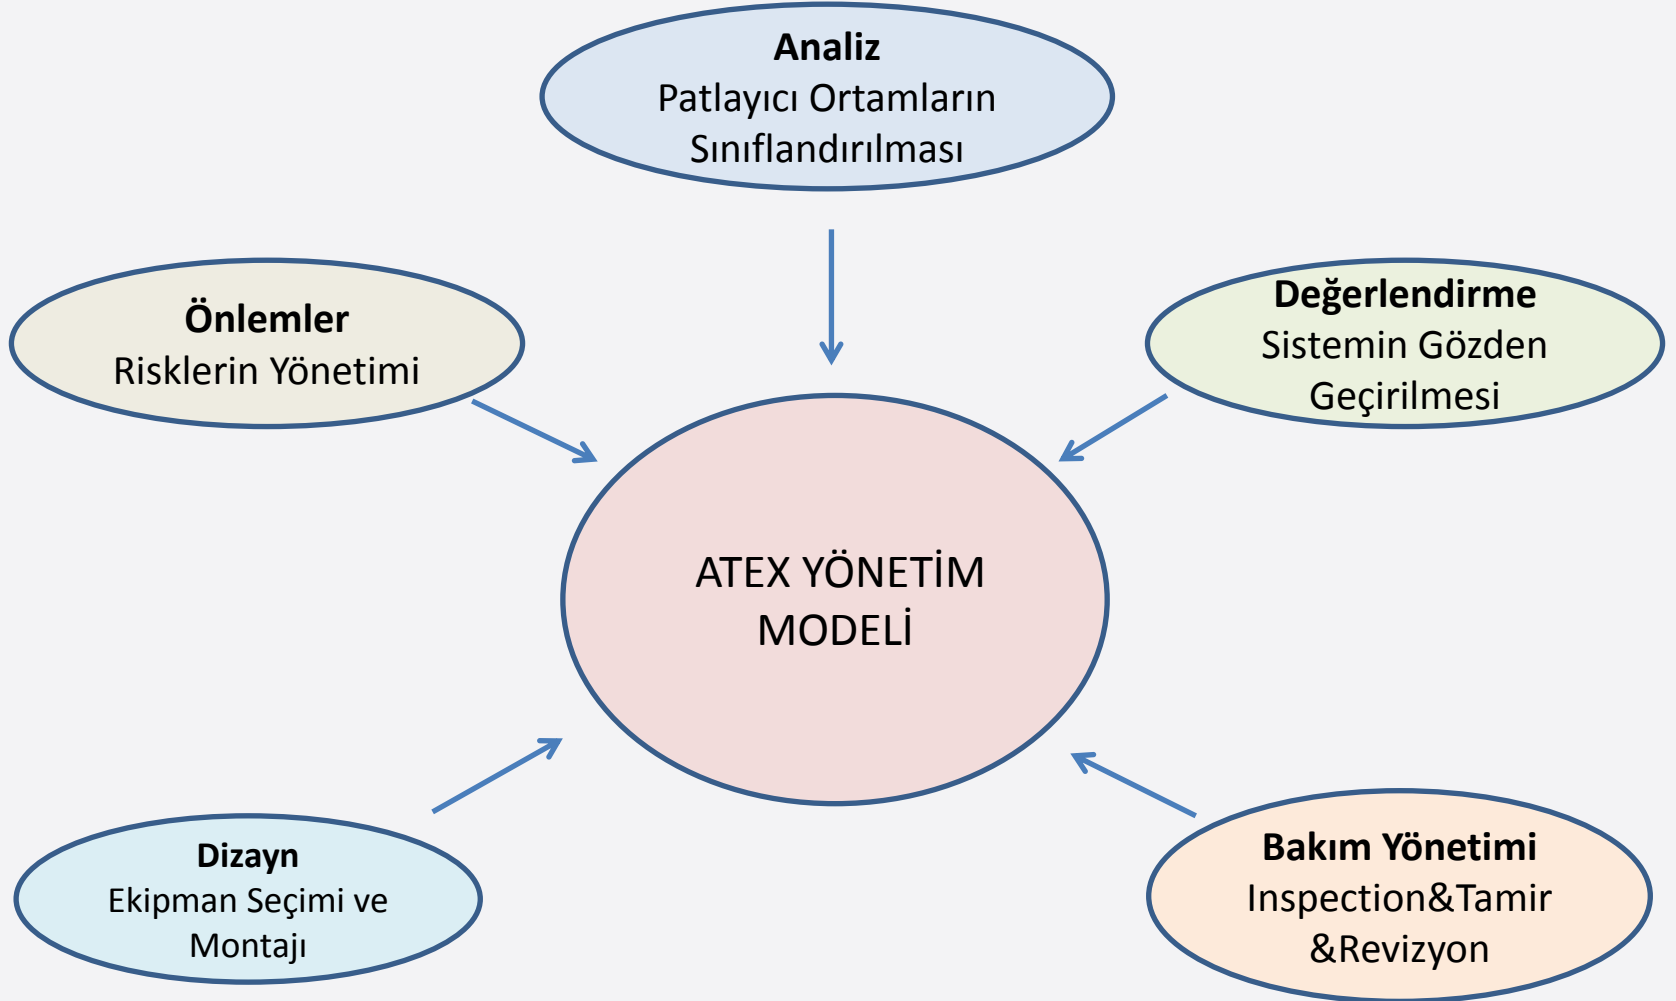 Analiz
Patlayıcı Ortamların
Sınıflandırılması
Önlemler
Risklerin Yönetimi
Değerlendirme
Sistemin Gözden
Geçirilmesi
ATEX YÖNETİM
MODELİ
Dizayn
Ekipman Seçimi ve
Montajı
Bakım Yönetimi
Inspection&Tamir
&Revizyon